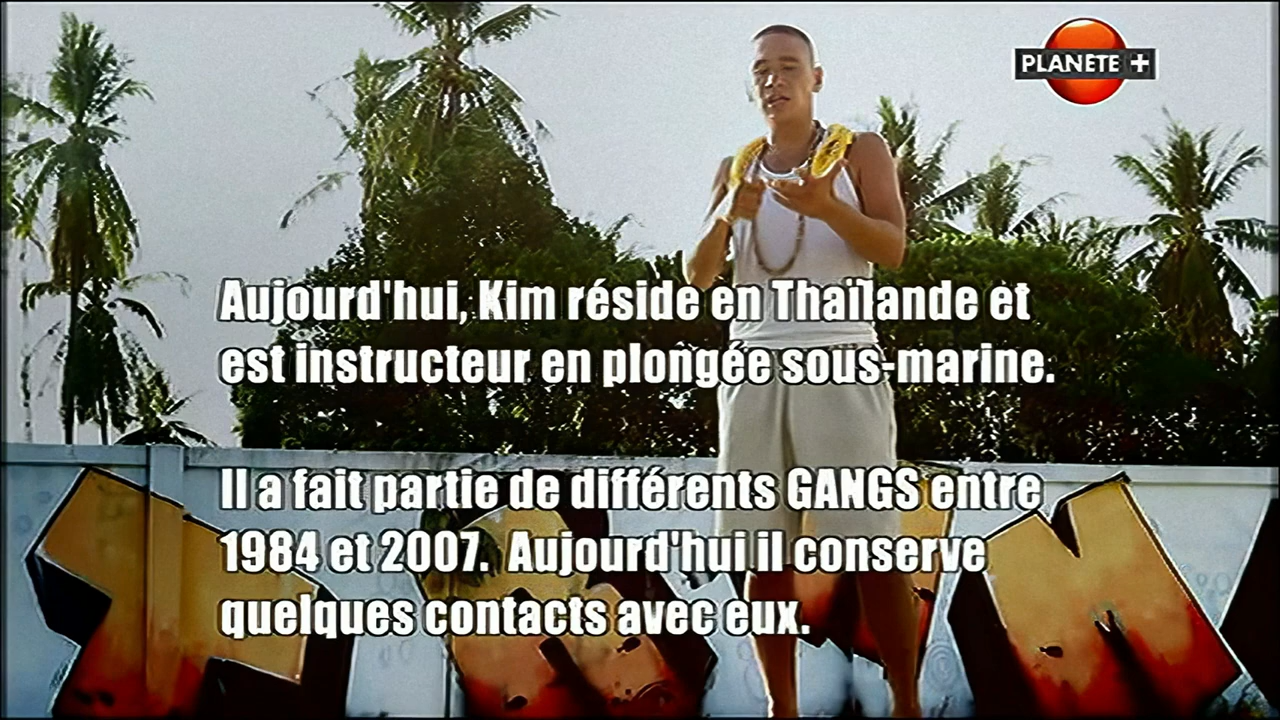 PLANETE +
Aujourd'hui, Kim réside en Thaïlande et
est instructeur en plongée sous-marine.
Il a fait partie de différents GANGS entre
1984 et 2007. Aujourd'hui il conserve
quelques contacts avec eux.